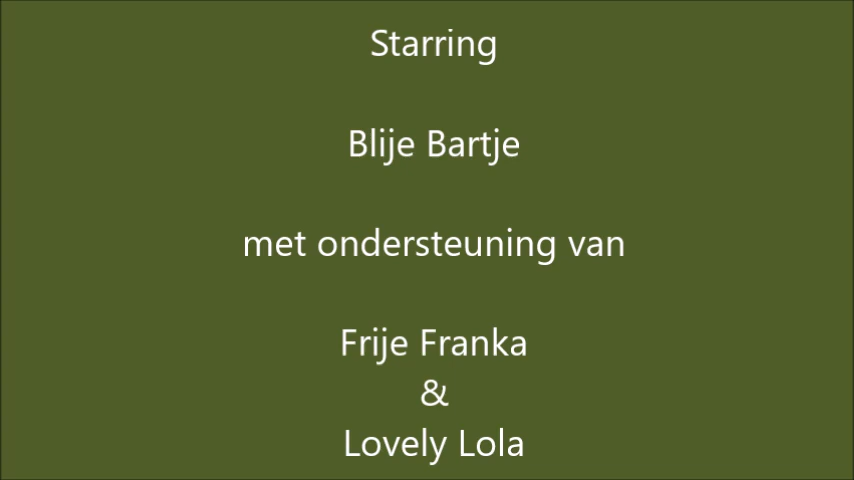 Starring
Blije Bartje
met ondersteuning van
Frije Franka
&
Lovely Lola